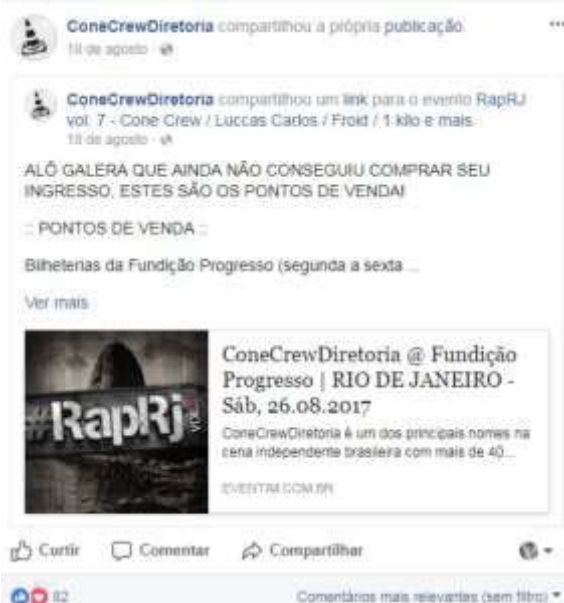 ConeCrewDiretoria compartilhou a própria publicação.
18 de agosto
ConeCrewDiretoria compartilhou um link para o evento RapRJ
vol. 7 - Cone Crew / Luccas Carlos / Froid / 1 kilo e mais.
18 de agosto
ALÔ GALERA QUE AINDA NÃO CONSEGUIU COMPRAR SEU
INGRESSO, ESTES SÃO OS PONTOS DE VENDA!
:: PONTOS DE VENDA ::
Bilheterias da Fundição Progresso (segunda a sexta ...
Ver mais
#RapRj
VOL.
ConeCrewDiretoria @ Fundição
Progresso | RIO DE JANEIRO -
Sáb, 26.08.2017
ConeCrewDiretoria é um dos principais nomes na
cena independente brasileira com mais de 40...
EVENTIM.COM.BR
Curtir Comentar Compartilhar
82 Comentários mais relevantes (sem filtro)